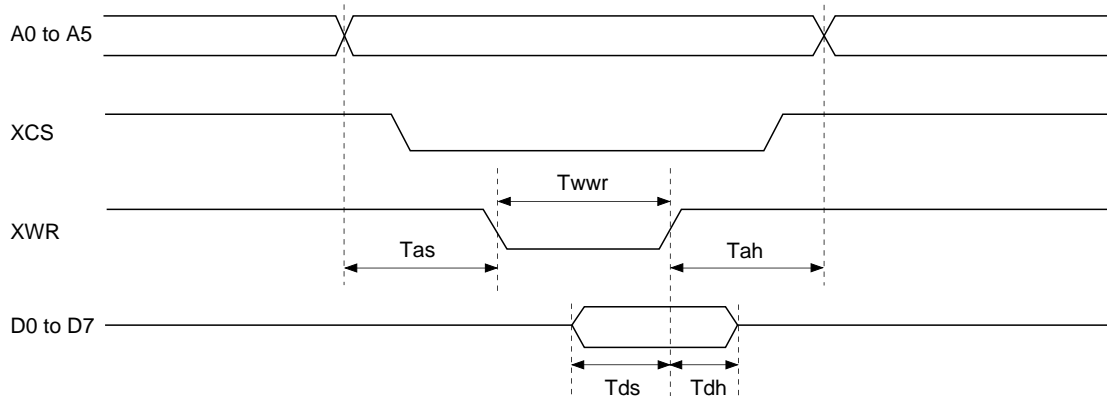 A0 to A5
XCS
Twwr
XWR
Tas
Tah
D0 to D7
Tds
Tdh